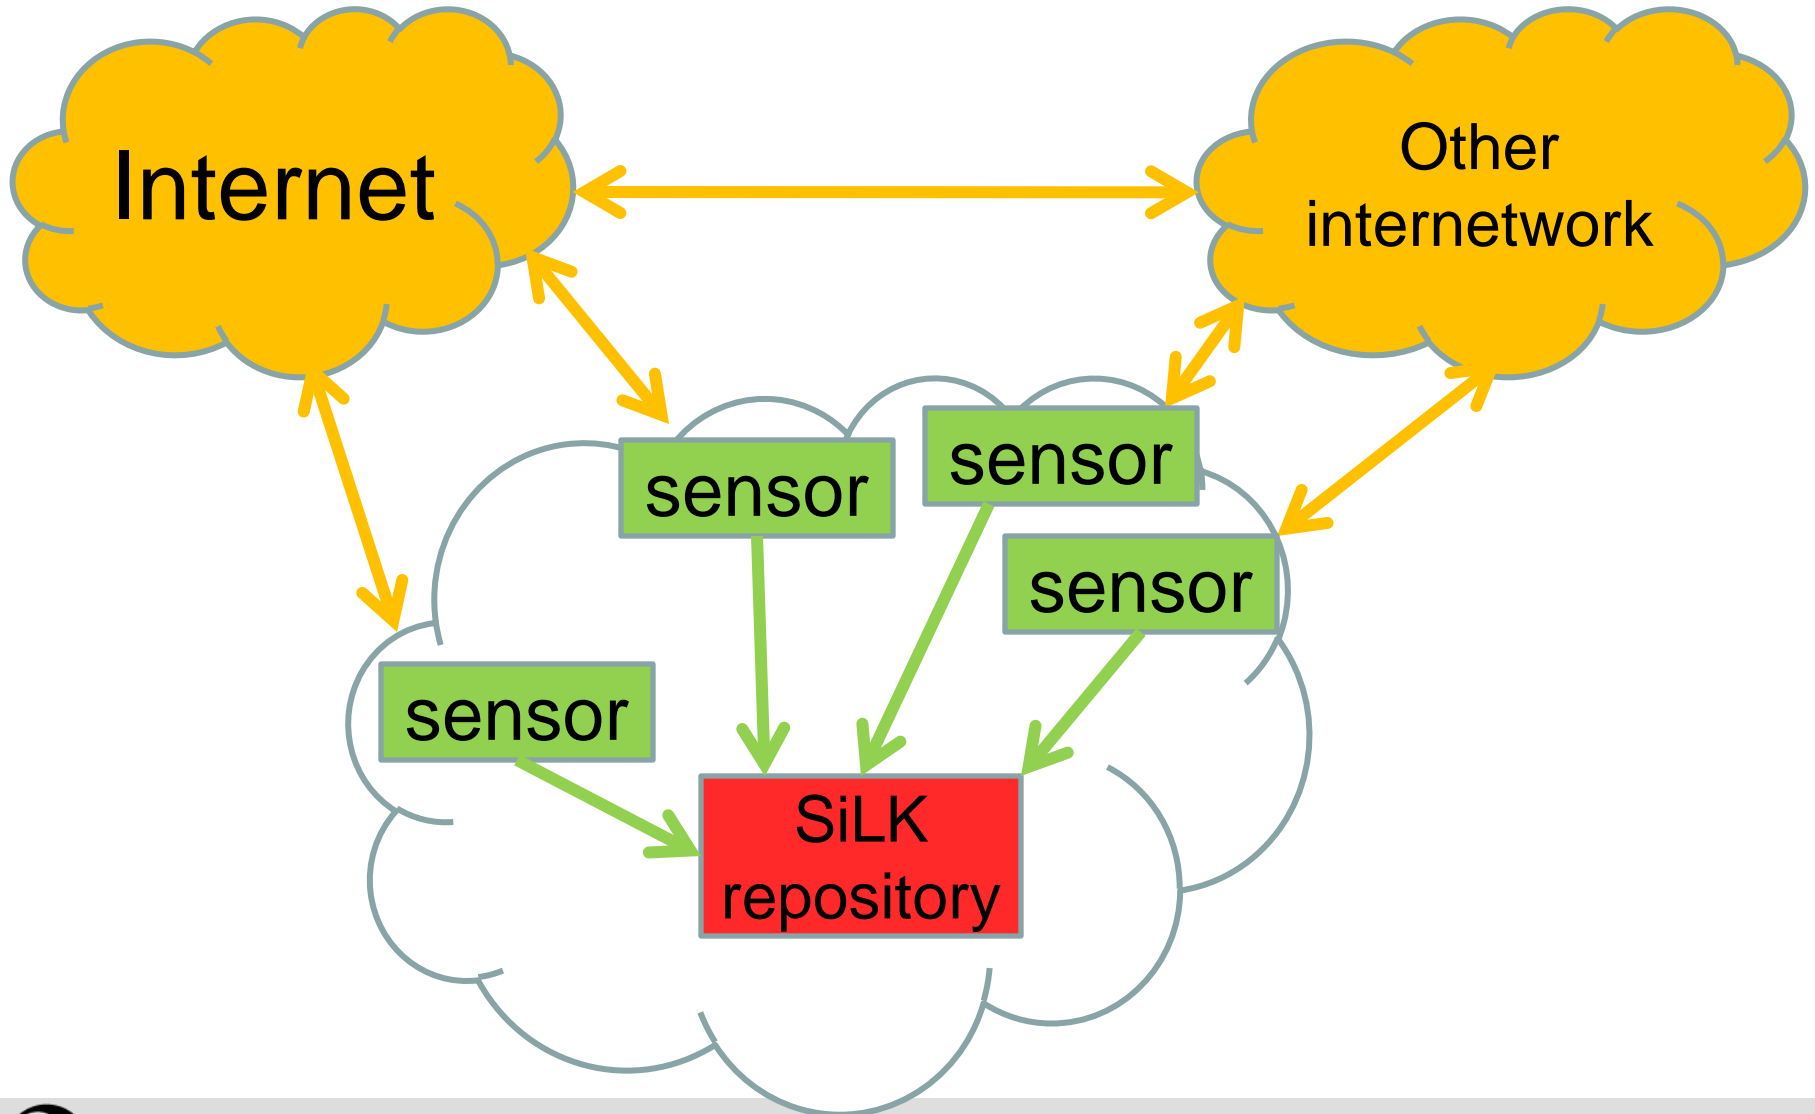 Internet
Other
internetwork
sensor
sensor
sensor
sensor
SiLK
repository